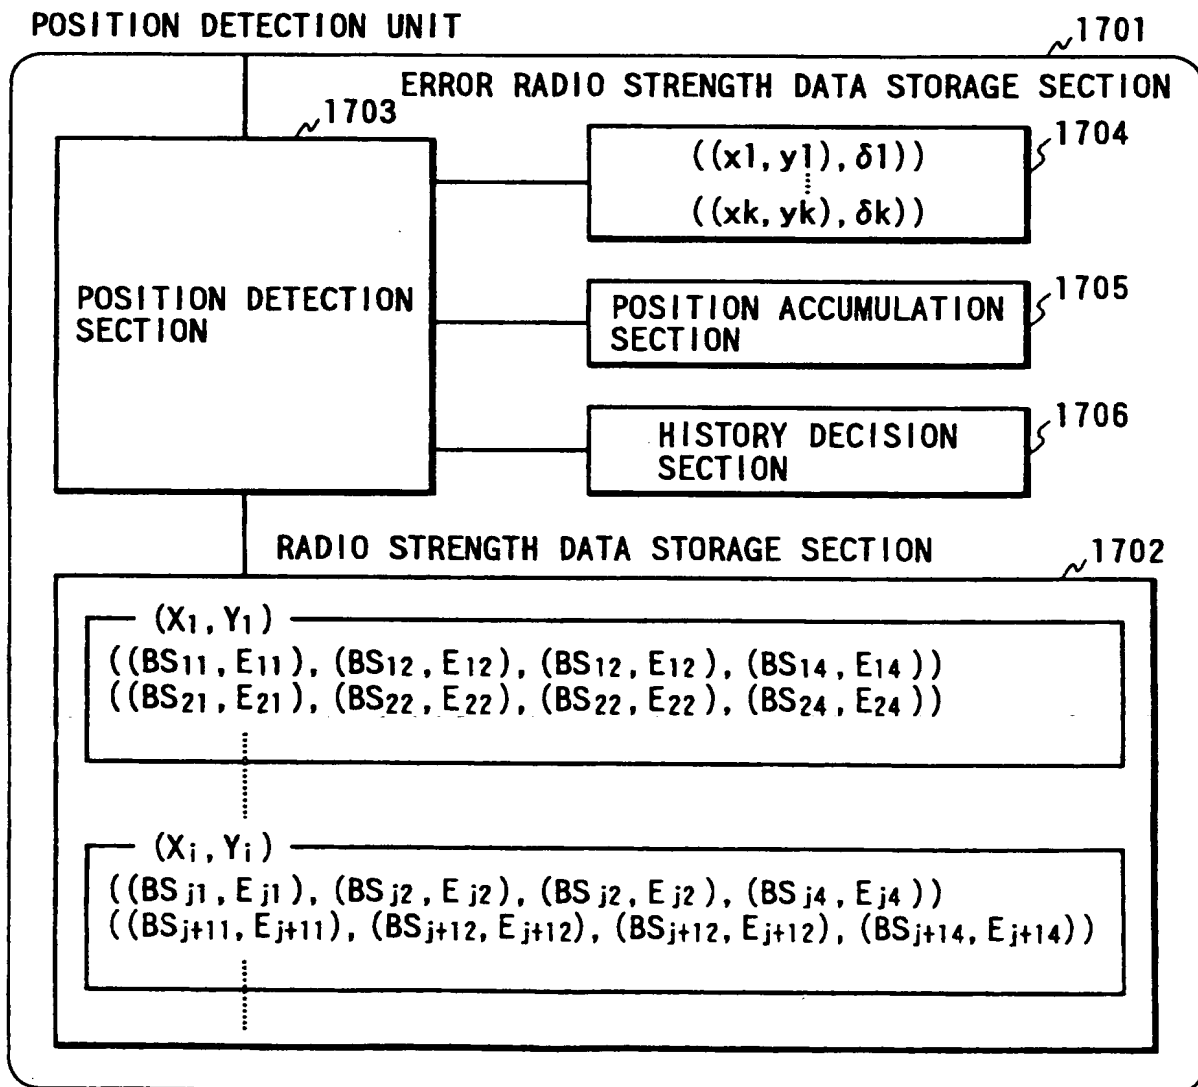 POSITION DETECTION UNIT
1701
ERROR RADIO STRENGTH DATA STORAGE SECTION
1703
1704
((x1, y1), δ1))
((xk, yk), δk))
POSITION DETECTION
SECTION
1705
POSITION ACCUMULATION
SECTION
1706
HISTORY DECISION
SECTION
RADIO STRENGTH DATA STORAGE SECTION
1702
(X1, Y1)
((BS11, E11), (BS12, E12), (BS12, E12), (BS14, E14))
((BS21, E21), (BS22, E22), (BS22, E22), (BS24, E24))
(Xi, Yi)
((BSj1, Ej1), (BSj2, Ej2), (BSj2, Ej2), (BSj4, Ej4))
((BSj+11, Ej+11), (BSj+12, Ej+12), (BSj+12, Ej+12), (BSj+14, Ej+14))